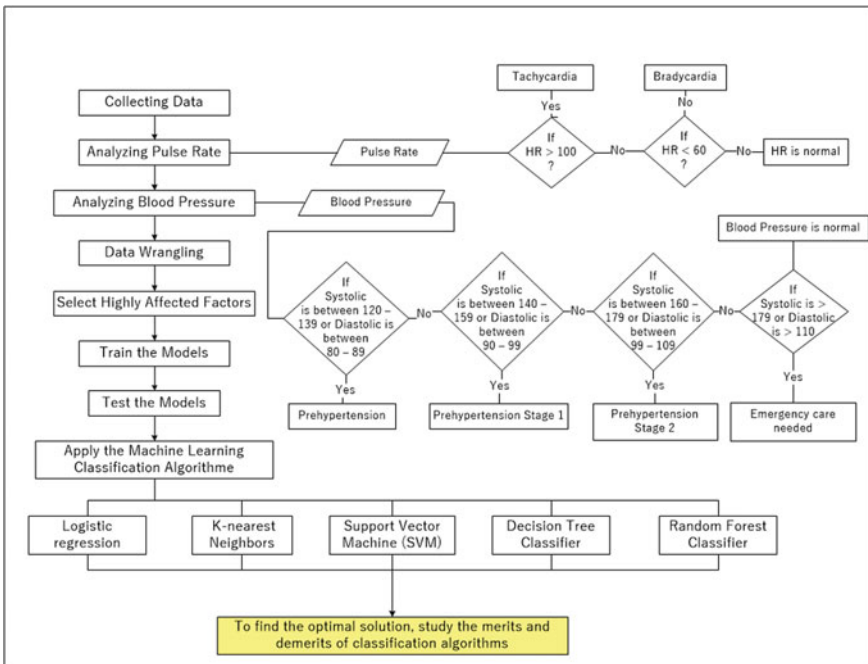 Collecting Data
Analyzing Pulse Rate
Pulse Rate
If
HR > 100
?
Yes
Tachycardia
No
If
HR < 60
?
No
Bradycardia
No
HR is normal
Analyzing Blood Pressure
Blood Pressure
If
Systolic
is between 120 –
139 or Diastolic is
between
80 – 89
Yes
Prehypertension
No
If
Systolic
is between 140 –
159 or Diastolic is
between
90 – 99
Yes
Prehypertension Stage 1
No
If
Systolic
is between 160 –
179 or Diastolic is
between
99 – 109
Yes
Prehypertension
Stage 2
No
If
Systolic is >
179 or Diastolic
is > 110
Blood Pressure is normal
Yes
Emergency care
needed
Data Wrangling
Select Highly Affected Factors
Train the Models
Test the Models
Apply the Machine Learning
Classification Algorithme
Logistic
regression
K-nearest
Neighbors
Support Vector
Machine (SVM)
Decision Tree
Classifier
Random Forest
Classifier
To find the optimal solution, study the merits and
demerits of classification algorithms